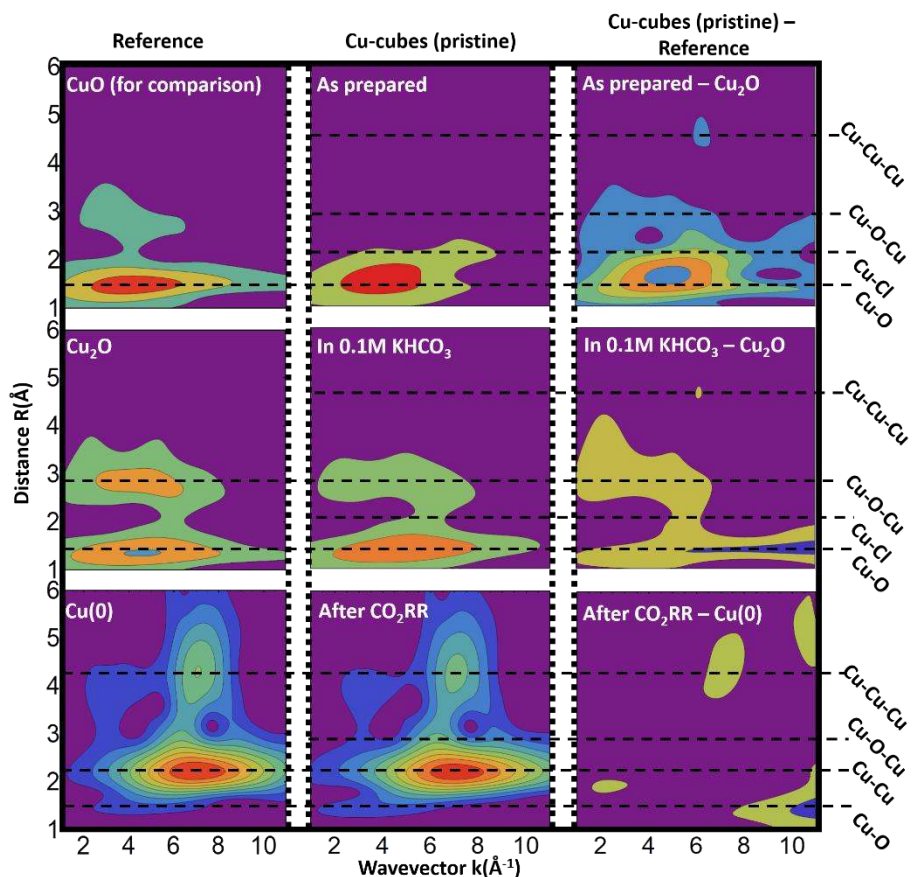 Reference
Cu-cubes (pristine)
Cu-cubes (pristine) –
Reference
6
5
4
3
2
1
CuO (for comparison)
As prepared
As prepared – Cu₂O
Cu-Cu-Cu
Cu-O-Cu
Cu-Cl
Cu-O
Distance R(Å)
6
5
4
3
2
1
Cu₂O
In 0.1M KHCO₃
In 0.1M KHCO₃ – Cu₂O
Cu-Cu-Cu
Cu-O-Cu
Cu-Cl
Cu-O
6
5
4
3
2
1
Cu(0)
After CO₂RR
After CO₂RR – Cu(0)
Cu-Cu-Cu
Cu-O-Cu
Cu-Cu
Cu-O
2 4 6 8 10 2 4 6 8 10 2 4 6 8 10
Wavevector k(Å⁻¹)